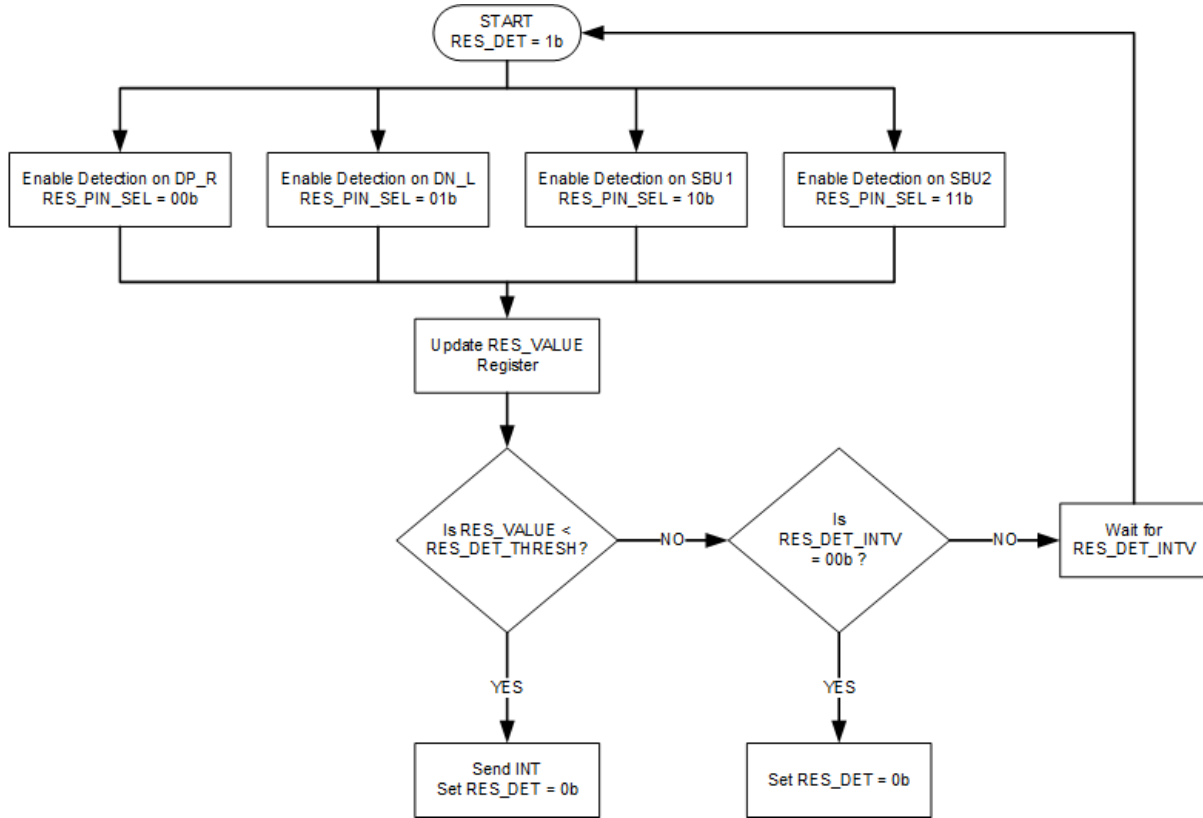 START
RES_DET = 1b
Enable Detection on DP_R
RES_PIN_SEL = 00b
Enable Detection on DN_L
RES_PIN_SEL = 01b
Enable Detection on SBU1
RES_PIN_SEL = 10b
Enable Detection on SBU2
RES_PIN_SEL = 11b
Update RES_VALUE
Register
Is RES_VALUE <
RES_DET_THRESH?
NO
Is
RES_DET_INTV
= 00b ?
NO
Wait for
RES_DET_INTV
YES
YES
Send INT
Set RES_DET = 0b
Set RES_DET = 0b